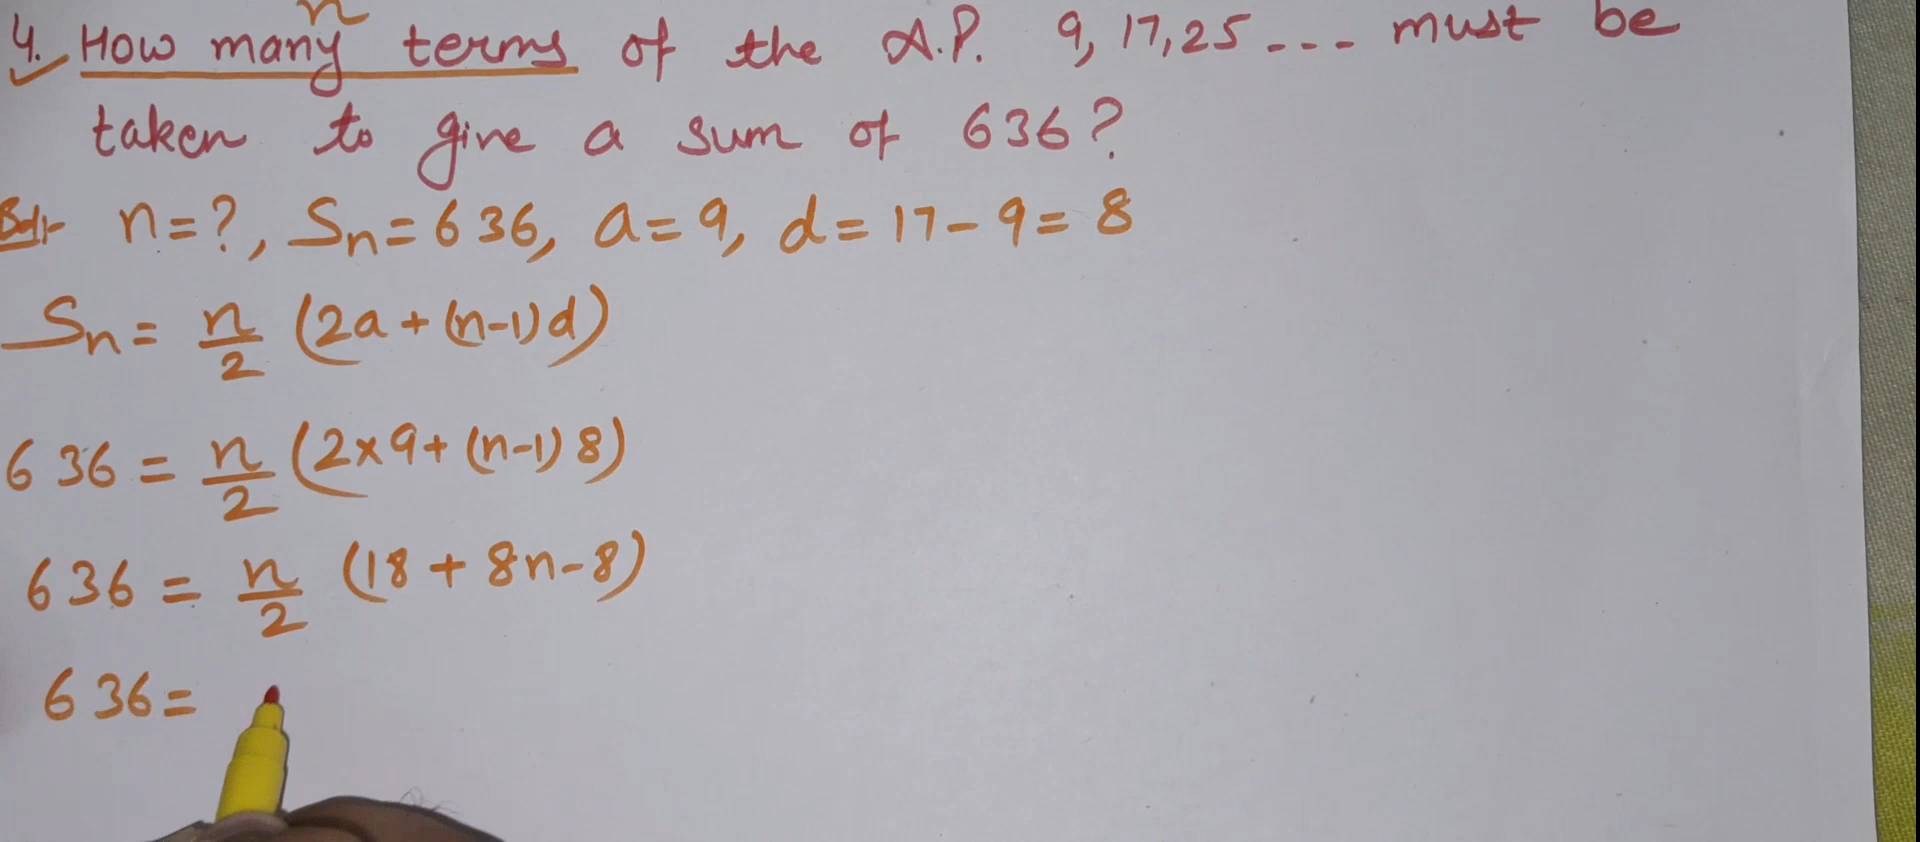 n
4. How many terms of the A.P. 9, 17, 25 --- must be
taken to give a sum of 636?
Sol:- n=?, Sn=636, a=9, d=17-9=8
Sn= n/2 (2a+(n-1)d)
636 = n/2 (2×9+(n-1)8)
636 = n/2 (18+8n-8)
636=